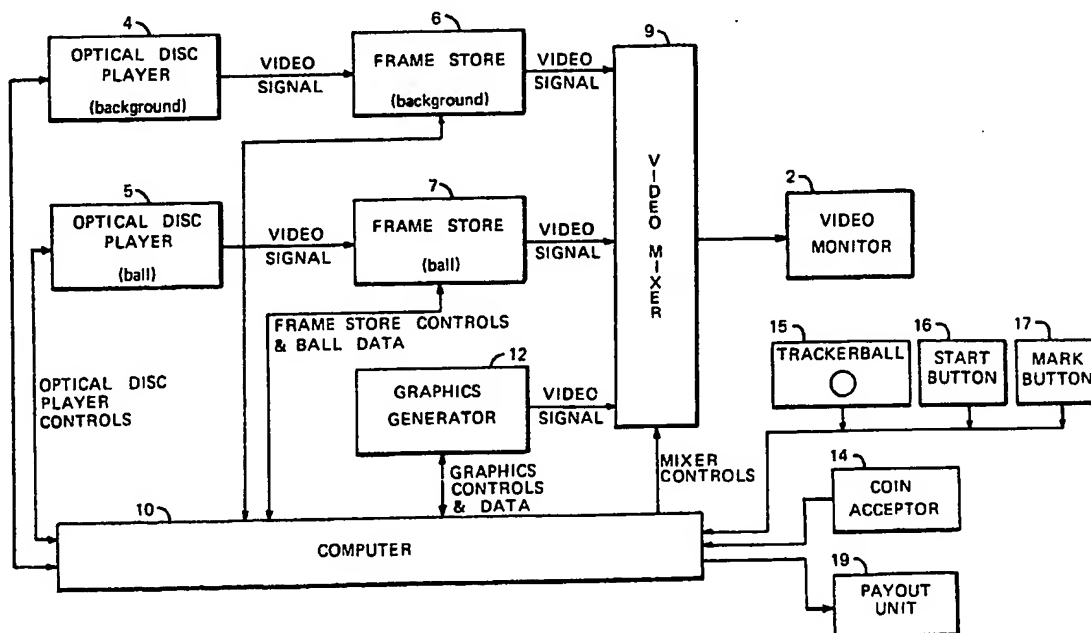 4
OPTICAL DISC
PLAYER
(background)
VIDEO
SIGNAL
6
FRAME STORE
(background)
VIDEO
SIGNAL
9
VIDEO MIXER
5
OPTICAL DISC
PLAYER
(ball)
VIDEO
SIGNAL
7
FRAME STORE
(ball)
VIDEO
SIGNAL
2
VIDEO
MONITOR
FRAME STORE CONTROLS
& BALL DATA
12
GRAPHICS
GENERATOR
VIDEO
SIGNAL
15
TRACKERBALL
16
START
BUTTON
17
MARK
BUTTON
OPTICAL DISC
PLAYER
CONTROLS
GRAPHICS
CONTROLS
& DATA
MIXER
CONTROLS
14
COIN
ACCEPTOR
10
COMPUTER
19
PAYOUT
UNIT